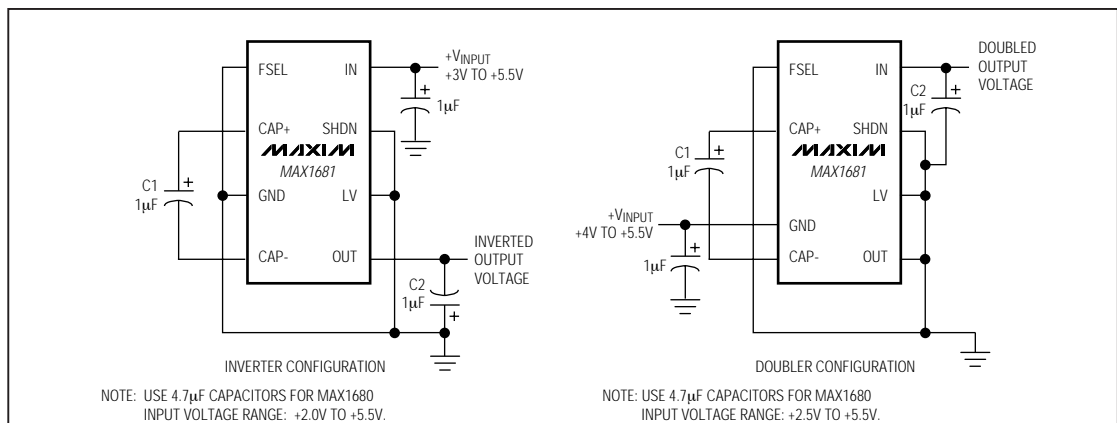 FSEL
IN
+VINPUT
+3V TO +5.5V
1µF
+
CAP+
SHDN
MAXIM
MAX1681
C1
1µF
+
GND
LV
CAP-
OUT
INVERTED
OUTPUT
VOLTAGE
C2
1µF
+
INVERTER CONFIGURATION
NOTE: USE 4.7µF CAPACITORS FOR MAX1680
INPUT VOLTAGE RANGE: +2.0V TO +5.5V.
FSEL
IN
DOUBLED
OUTPUT
VOLTAGE
C2
1µF
+
CAP+
SHDN
MAXIM
MAX1681
C1
1µF
+
LV
+VINPUT
+4V TO +5.5V
GND
1µF
+
CAP-
OUT
DOUBLER CONFIGURATION
NOTE: USE 4.7µF CAPACITORS FOR MAX1680
INPUT VOLTAGE RANGE: +2.5V TO +5.5V.